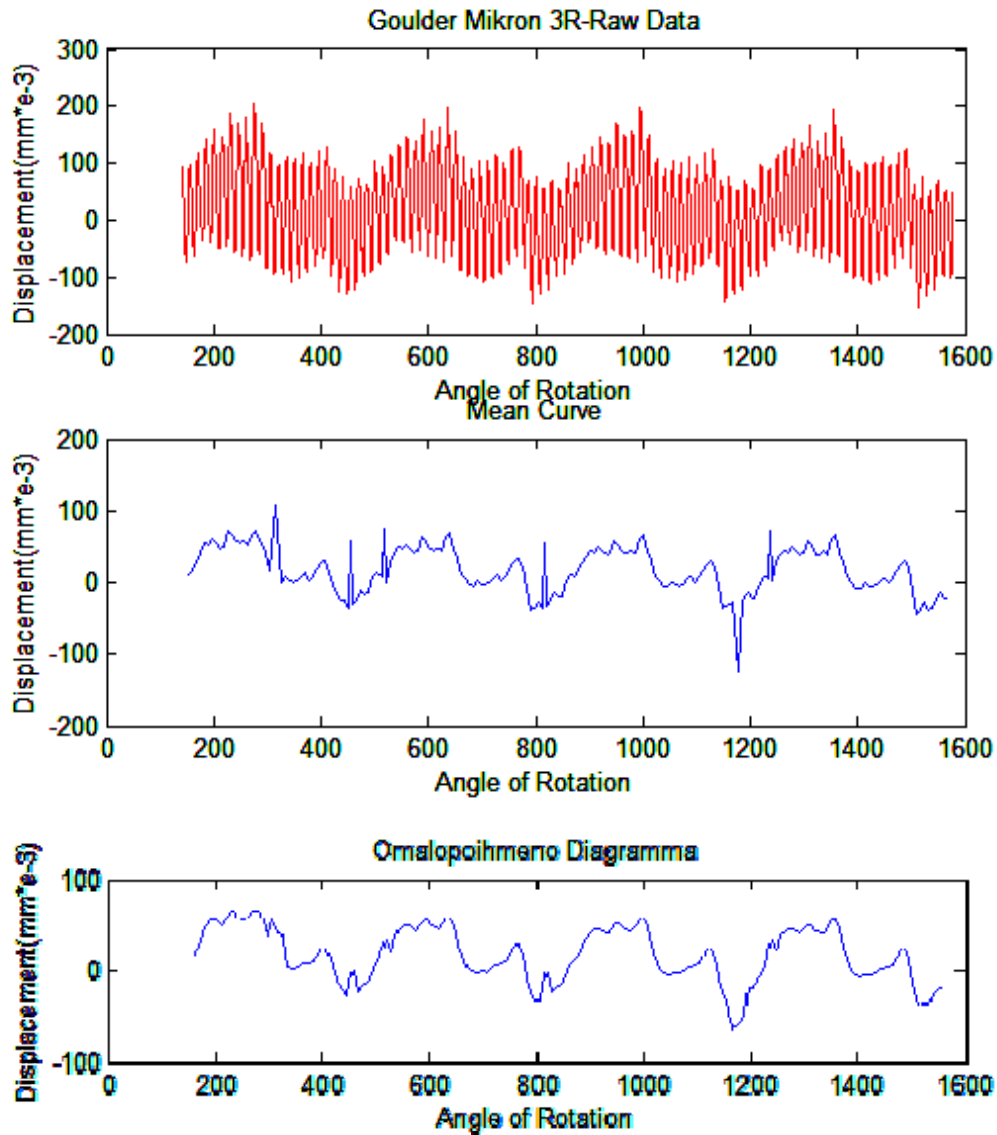 Goulder Mikron 3R-Raw Data
300
200
100
0
-100
-200
Displacement(mm*e-3)
0 200 400 600 800 1000 1200 1400 1600
Angle of Rotation
Mean Curve
200
100
0
-100
-200
Displacement(mm*e-3)
0 200 400 600 800 1000 1200 1400 1600
Angle of Rotation
Omalopoihmeno Diagramma
100
0
-100
Displacement(mm*e-3)
0 200 400 600 800 1000 1200 1400 1600
Angle of Rotation